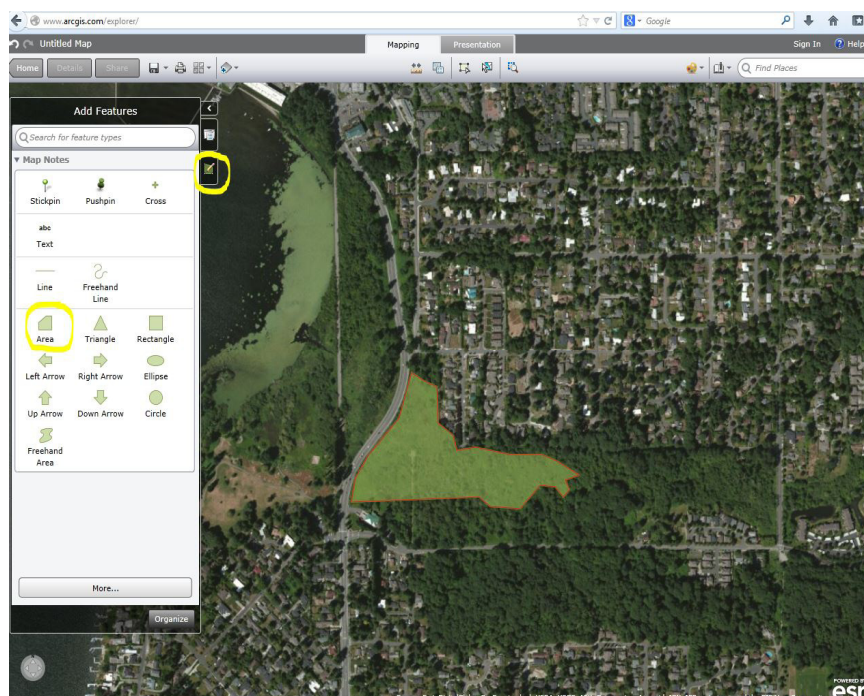 www.arcgis.com/explorer/
Google
Untitled Map
Mapping
Presentation
Sign In
Help
Home
Details
Share
Find Places
Add Features
Search for feature types
Map Notes
Stickpin
Pushpin
Cross
abc
Text
Line
Freehand
Line
Area
Triangle
Rectangle
Left Arrow
Right Arrow
Ellipse
Up Arrow
Down Arrow
Circle
Freehand
Area
More...
Organize
POWERED BY
esri